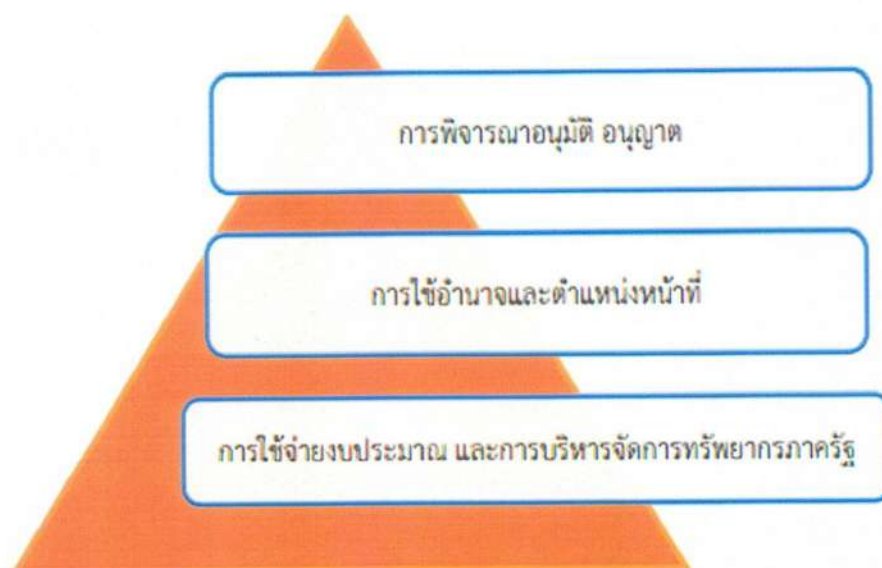 การพิจารณาอนุมัติ อนุญาต
การใช้อำนาจและตำแหน่งหน้าที่
การใช้จ่ายงบประมาณ และการบริหารจัดการทรัพยากรภาครัฐ